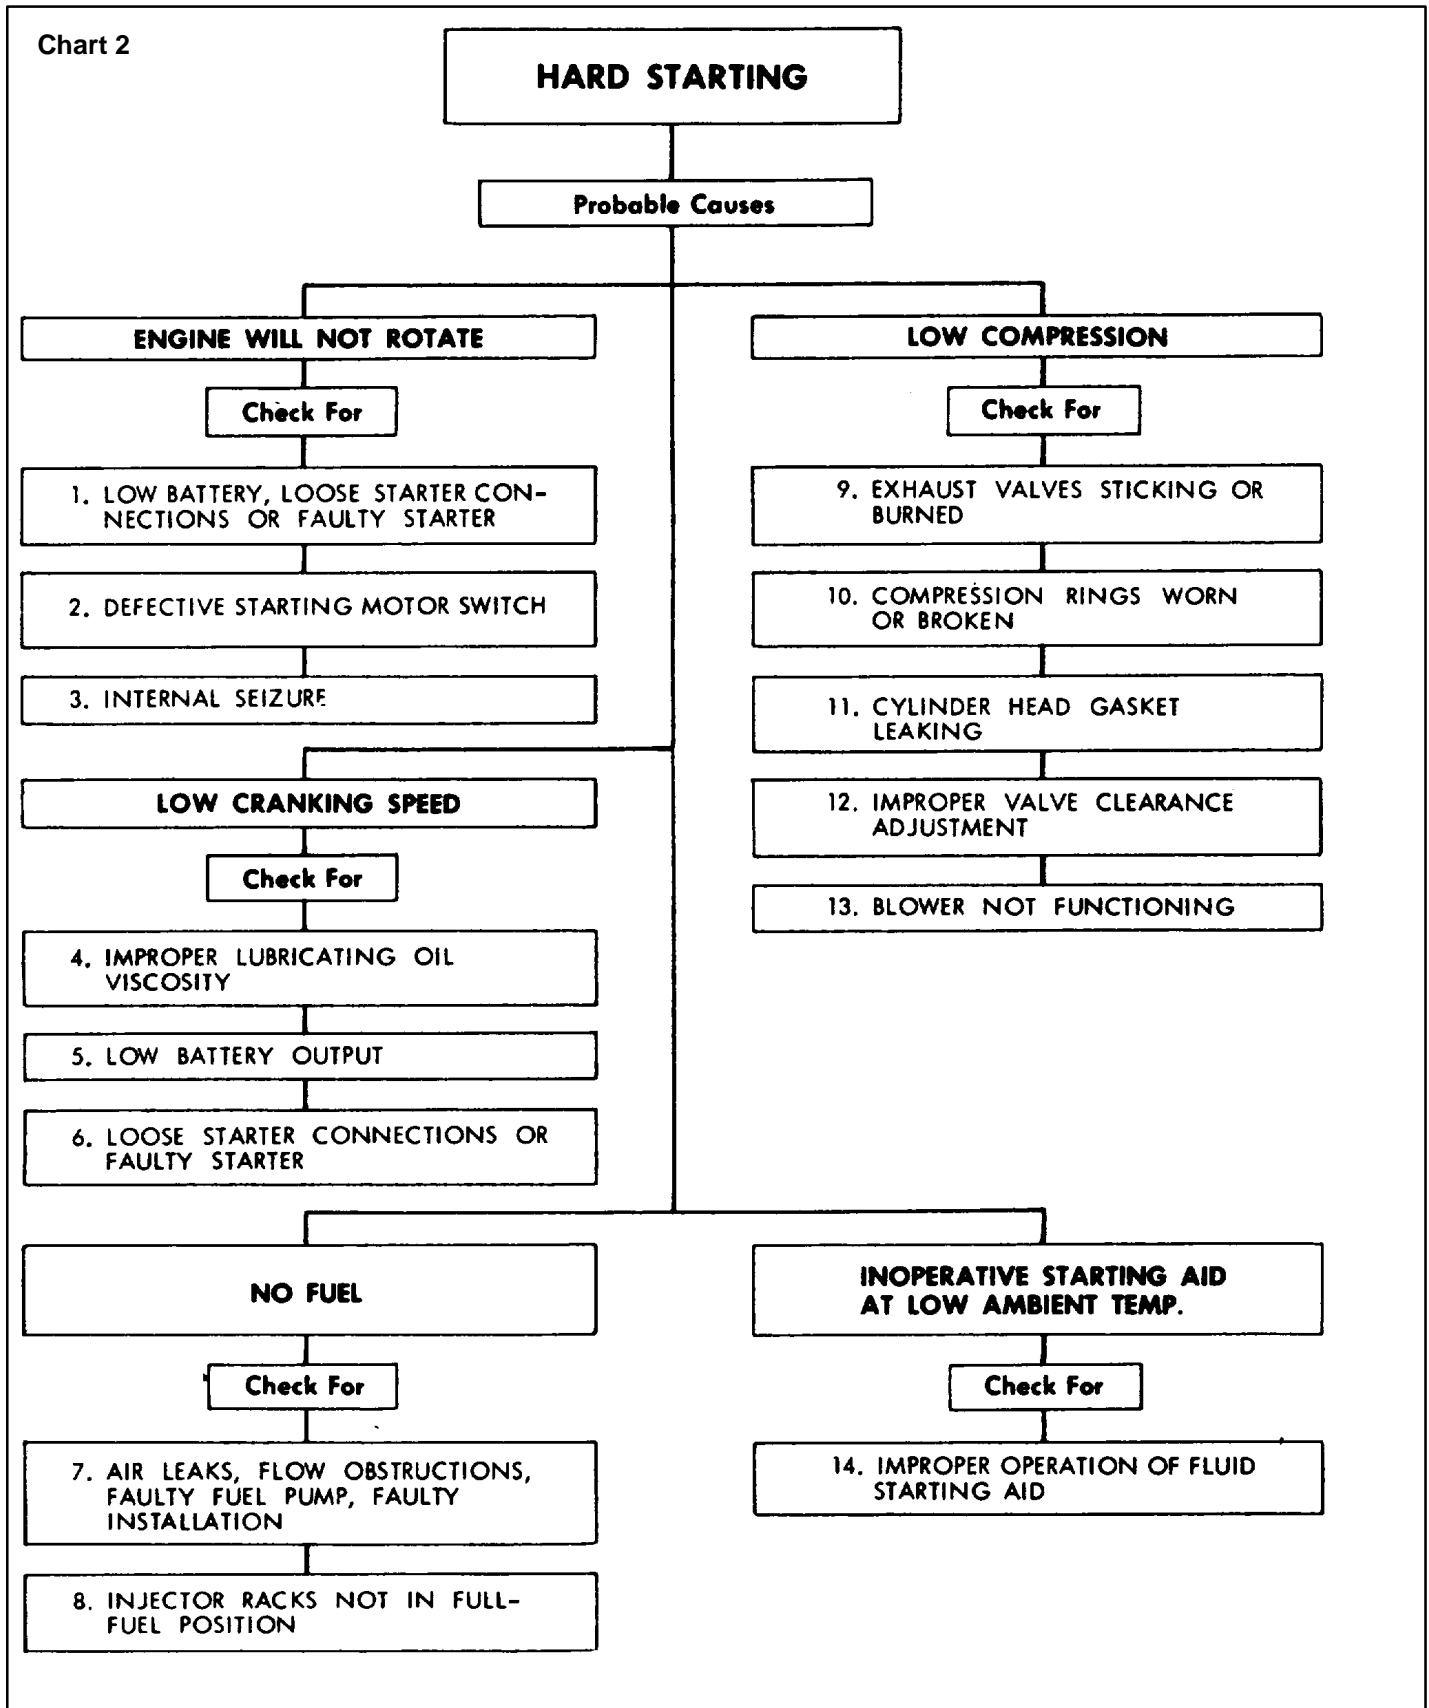 Chart 2
HARD STARTING
Probable Causes
ENGINE WILL NOT ROTATE
Check For
1. LOW BATTERY, LOOSE STARTER CON-
NECTIONS OR FAULTY STARTER
2. DEFECTIVE STARTING MOTOR SWITCH
3. INTERNAL SEIZURE
LOW CRANKING SPEED
Check For
4. IMPROPER LUBRICATING OIL
VISCOSITY
5. LOW BATTERY OUTPUT
6. LOOSE STARTER CONNECTIONS OR
FAULTY STARTER
NO FUEL
Check For
7. AIR LEAKS, FLOW OBSTRUCTIONS,
FAULTY FUEL PUMP, FAULTY
INSTALLATION
8. INJECTOR RACKS NOT IN FULL-
FUEL POSITION
LOW COMPRESSION
Check For
9. EXHAUST VALVES STICKING OR
BURNED
10. COMPRESSION RINGS WORN
OR BROKEN
11. CYLINDER HEAD GASKET
LEAKING
12. IMPROPER VALVE CLEARANCE
ADJUSTMENT
13. BLOWER NOT FUNCTIONING
INOPERATIVE STARTING AID
AT LOW AMBIENT TEMP.
Check For
14. IMPROPER OPERATION OF FLUID
STARTING AID